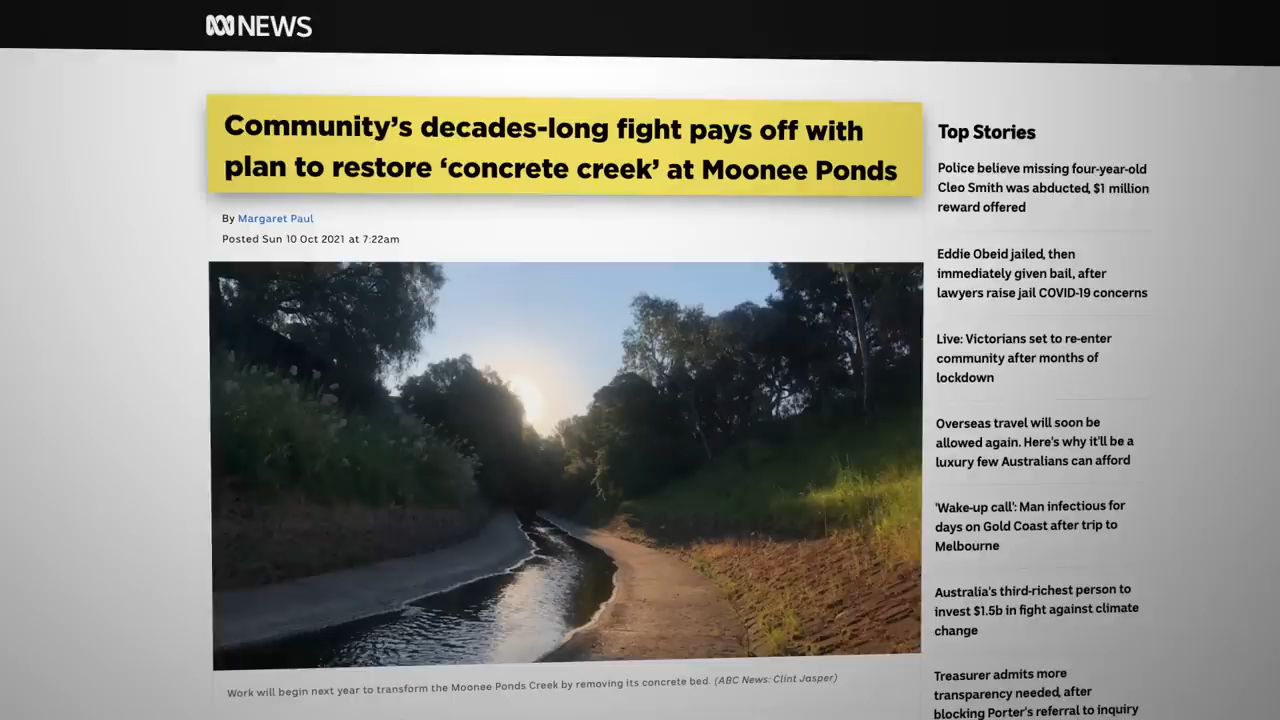 NEWS
Community's decades-long fight pays off with
plan to restore ‘concrete creek’ at Moonee Ponds
By Margaret Paul
Posted Sun 10 Oct 2021 at 7:22am
Work will begin next year to transform the Moonee Ponds Creek by removing its concrete bed. (ABC News: Clint Jasper)
Top Stories
Police believe missing four-year-old
Cleo Smith was abducted, $1 million
reward offered
Eddie Obeid jailed, then
immediately given bail, after
lawyers raise jail COVID-19 concerns
Live: Victorians set to re-enter
community after months of
lockdown
Overseas travel will soon be
allowed again. Here's why it'll be a
luxury few Australians can afford
'Wake-up call': Man infectious for
days on Gold Coast after trip to
Melbourne
Australia's third-richest person to
invest $1.5b in fight against climate
change
Treasurer admits more
transparency needed, after
blocking Porter's referral to inquiry